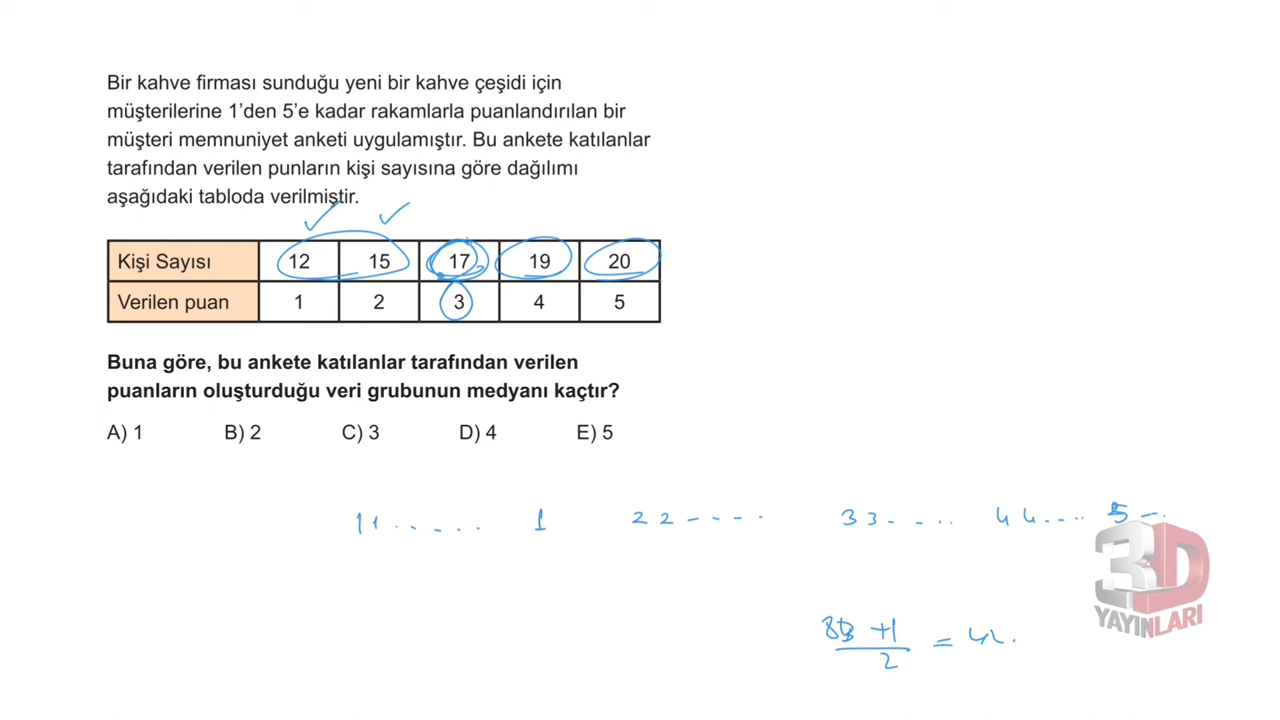 Bir kahve firması sunduğu yeni bir kahve çeşidi için
müşterilerine 1’den 5’e kadar rakamlarla puanlandırılan bir
müşteri memnuniyet anketi uygulamıştır. Bu ankete katılanlar
tarafından verilen punların kişi sayısına göre dağılımı
aşağıdaki tabloda verilmiştir.
Kişi Sayısı 12 15 17 19 20
Verilen puan 1 2 3 4 5
Buna göre, bu ankete katılanlar tarafından verilen
puanların oluşturduğu veri grubunun medyanı kaçtır?
A) 1 B) 2 C) 3 D) 4 E) 5
11...... 1 22----- 33----- 44.... 5--
3D
YAYINLARI
+1
2
=